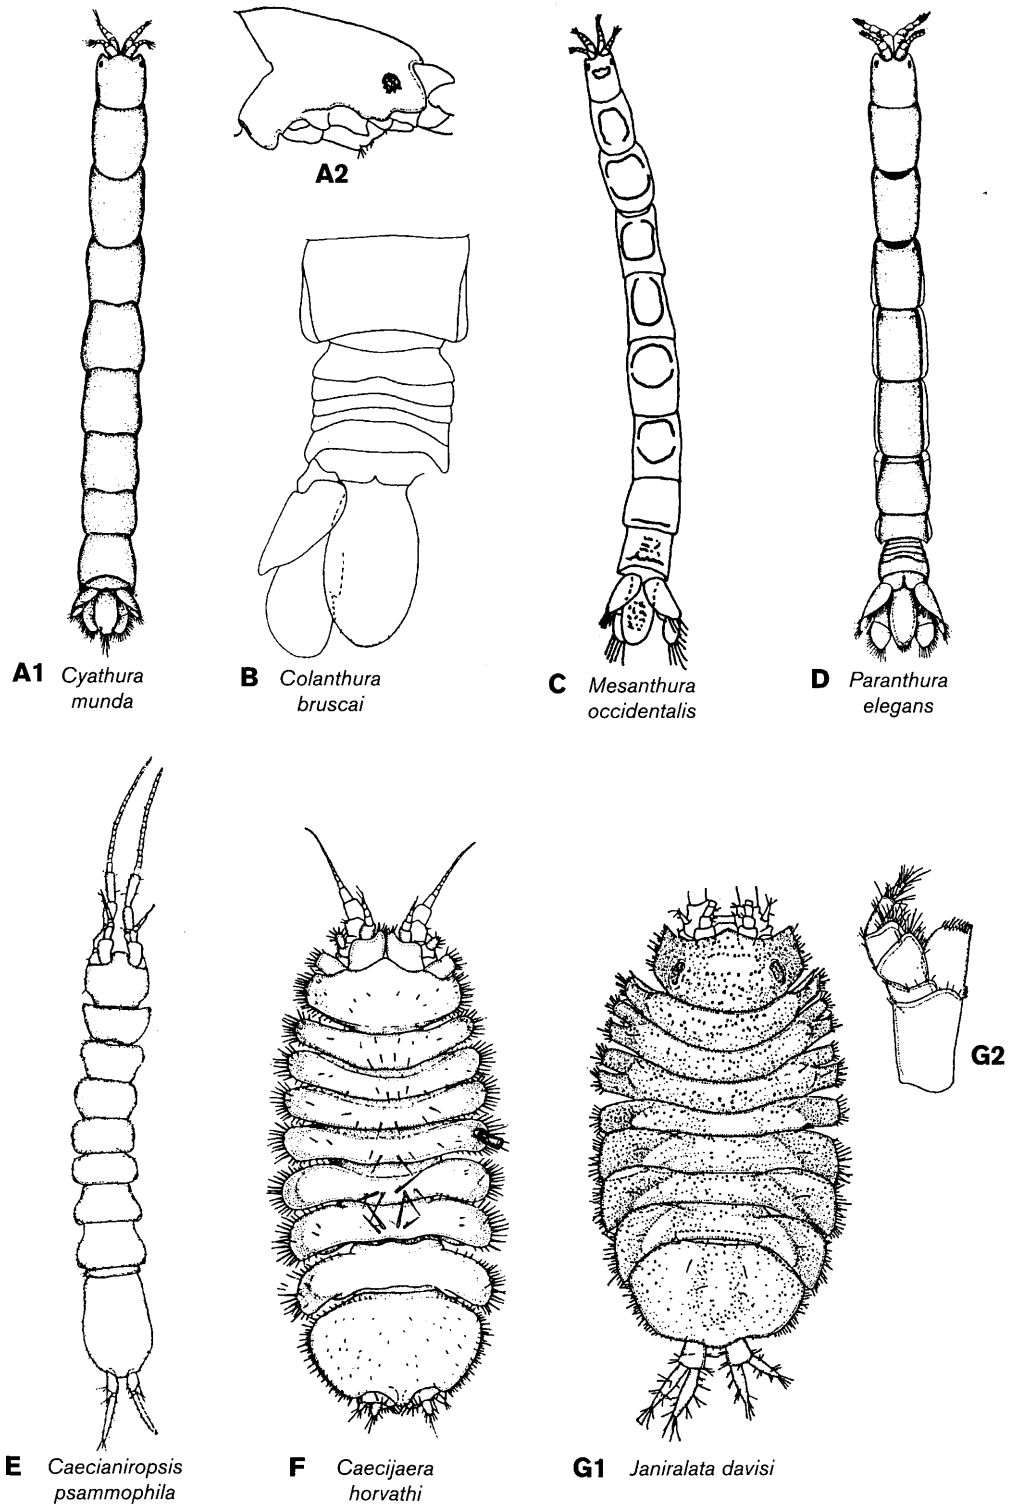 A2
A1 Cyathura
munda
B Colanthura
bruscai
C Mesanthura
occidentalis
D Paranthura
elegans
G2
E Caecianiropsis
psammophila
F Caecijaera
horvathi
G1 Janiralata davisi